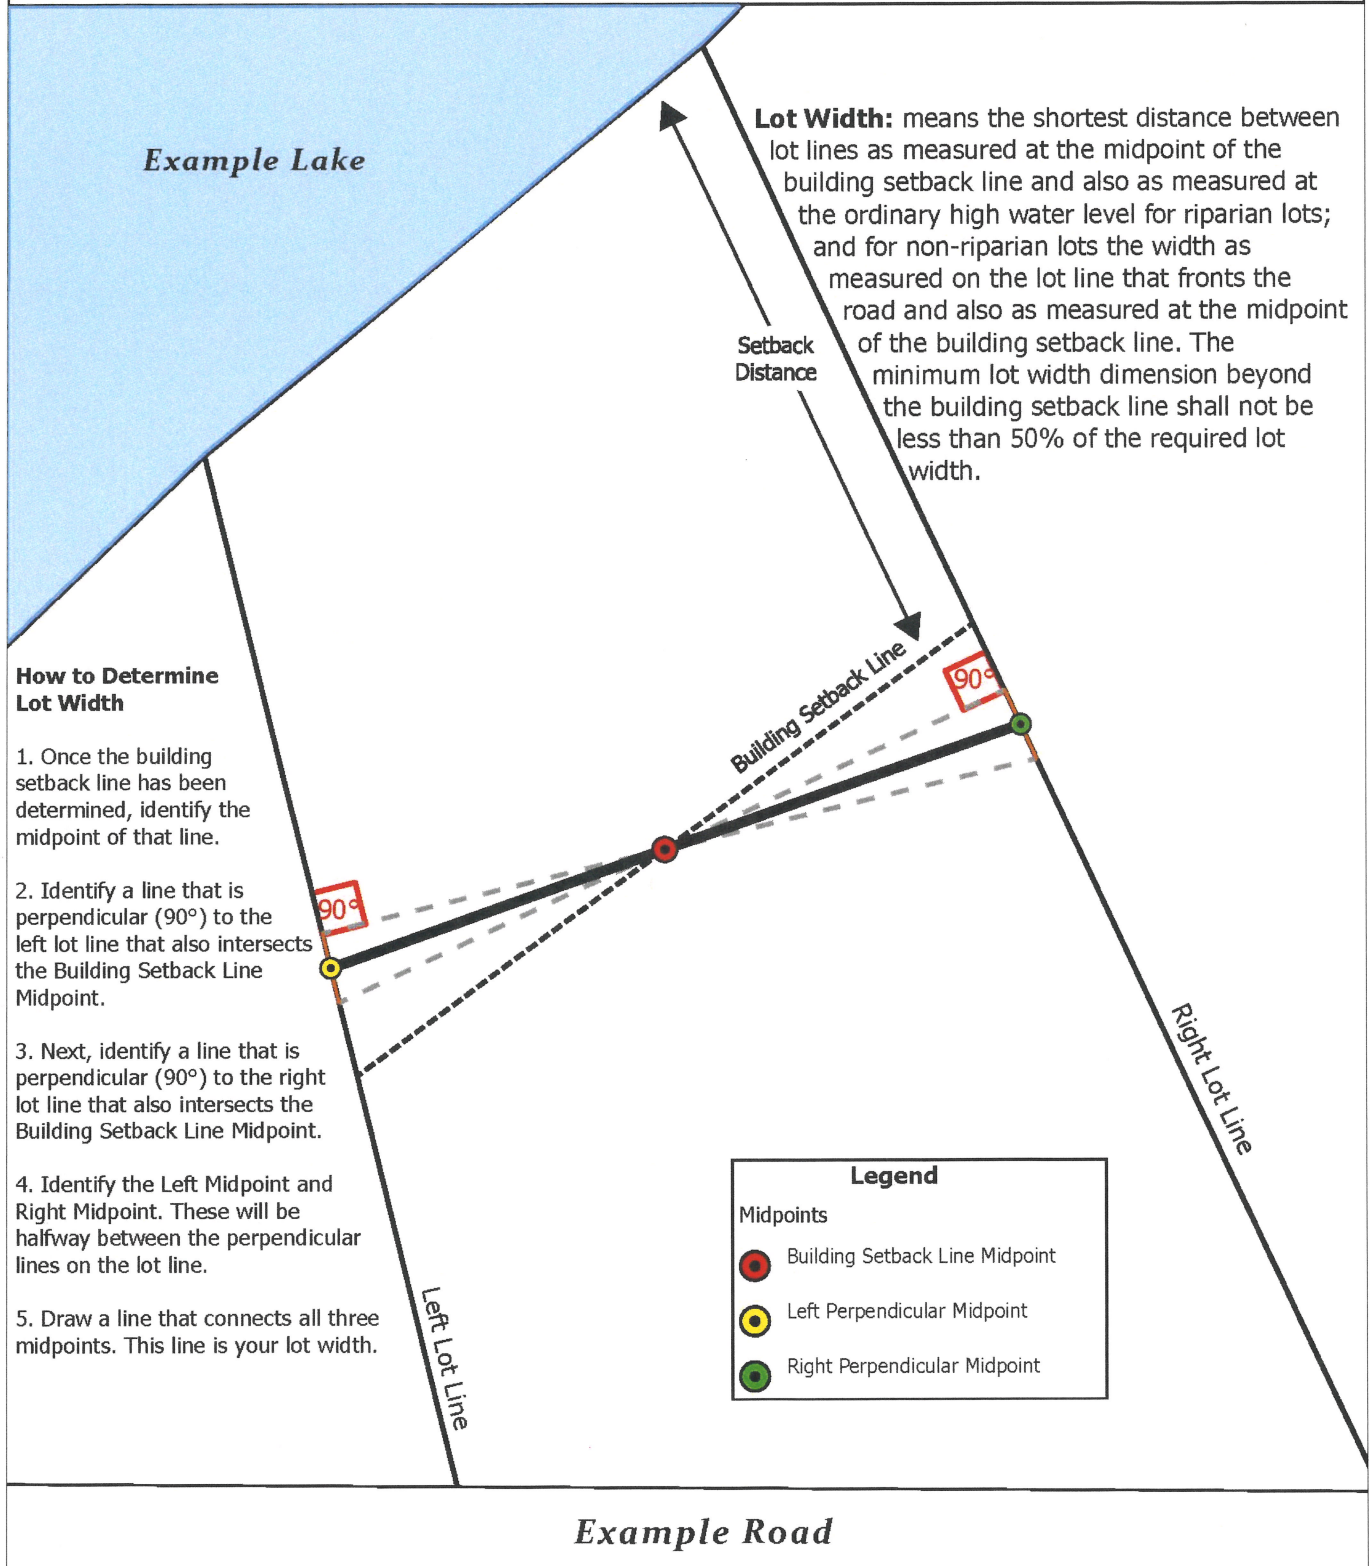 Example Lake
Lot Width: means the shortest distance between
lot lines as measured at the midpoint of the
building setback line and also as measured at
the ordinary high water level for riparian lots;
and for non-riparian lots the width as
measured on the lot line that fronts the
road and also as measured at the midpoint
of the building setback line. The
minimum lot width dimension beyond
the building setback line shall not be
less than 50% of the required lot
width.
Setback
Distance
Building Setback Line
90°
90°
How to Determine
Lot Width
1. Once the building
setback line has been
determined, identify the
midpoint of that line.
2. Identify a line that is
perpendicular (90°) to the
left lot line that also intersects
the Building Setback Line
Midpoint.
3. Next, identify a line that is
perpendicular (90°) to the right
lot line that also intersects the
Building Setback Line Midpoint.
4. Identify the Left Midpoint and
Right Midpoint. These will be
halfway between the perpendicular
lines on the lot line.
5. Draw a line that connects all three
midpoints. This line is your lot width.
Left Lot Line
Right Lot Line
Legend
Midpoints
Building Setback Line Midpoint
Left Perpendicular Midpoint
Right Perpendicular Midpoint
Example Road